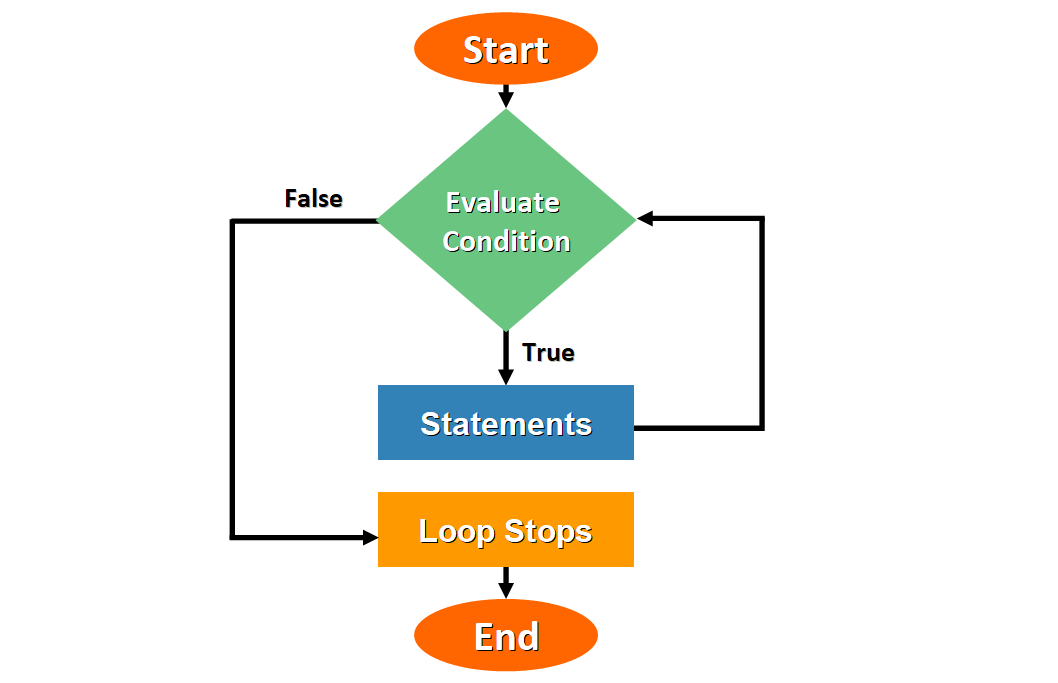 Start
False
Evaluate
Condition
True
Statements
Loop Stops
End